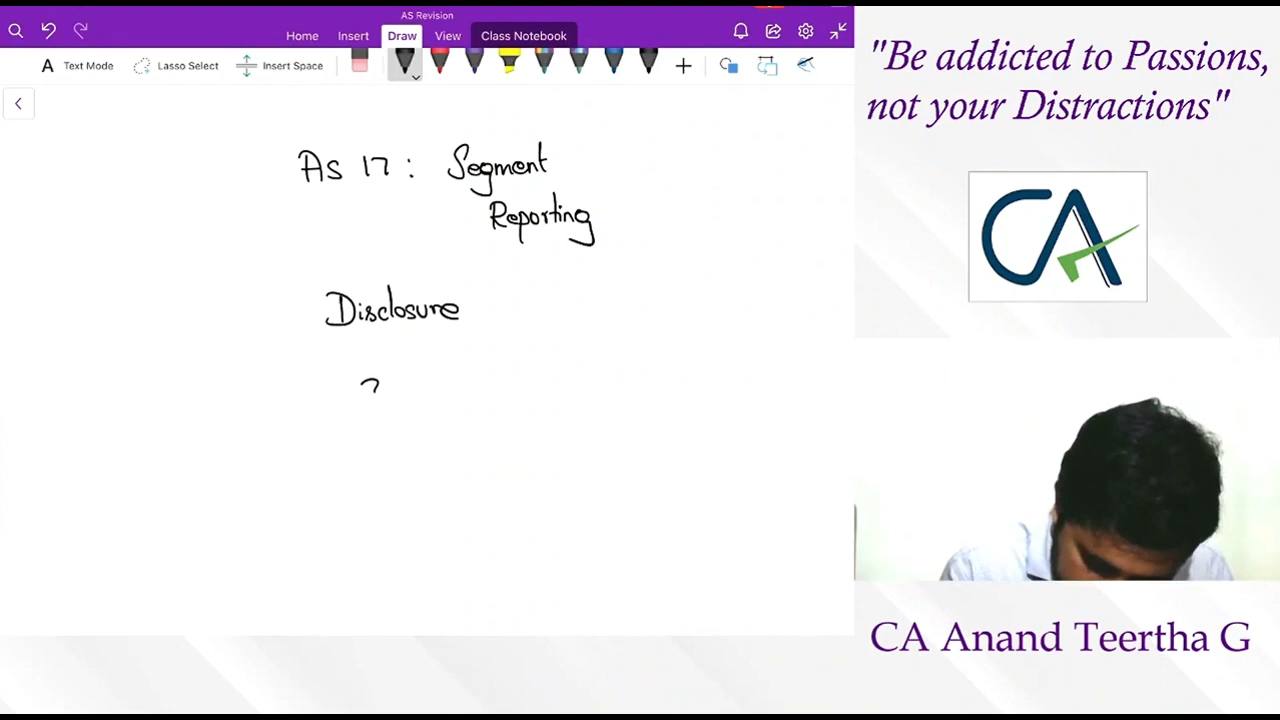 AS Revision
Home Insert Draw View Class Notebook
A Text Mode Lasso Select Insert Space
As 17 : Segment
Reporting
Disclosure
"Be addicted to Passions,
not your Distractions"
CA
CA Anand Teertha G